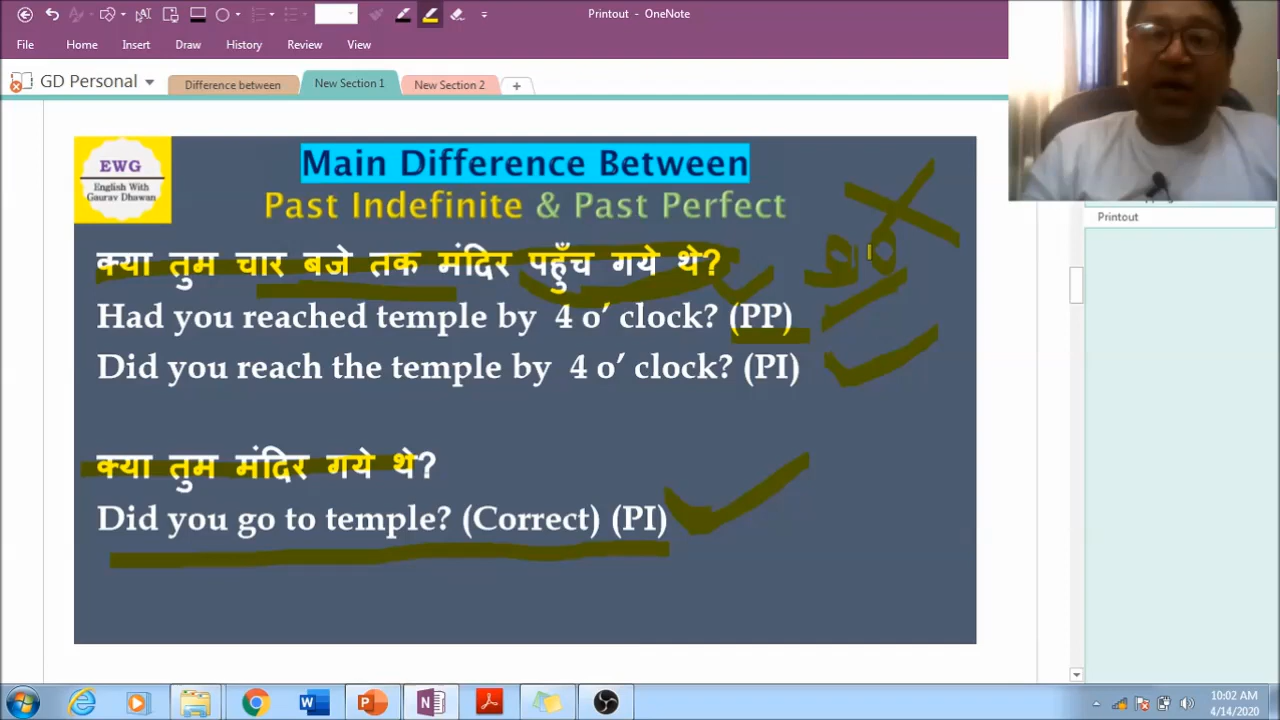 Printout - OneNote
File Home Insert Draw History Review View
GD Personal Difference between New Section 1 New Section 2 +
Printout
EWG
English With
Gaurav Dhawan
Main Difference Between
Past Indefinite & Past Perfect
क्या तुम चार बजे तक मंदिर पहुँच गये थे?
Had you reached temple by 4 o’ clock? (PP)
Did you reach the temple by 4 o’ clock? (PI)
क्या तुम मंदिर गये थे?
Did you go to temple? (Correct) (PI)
10:02 AM
4/14/2020